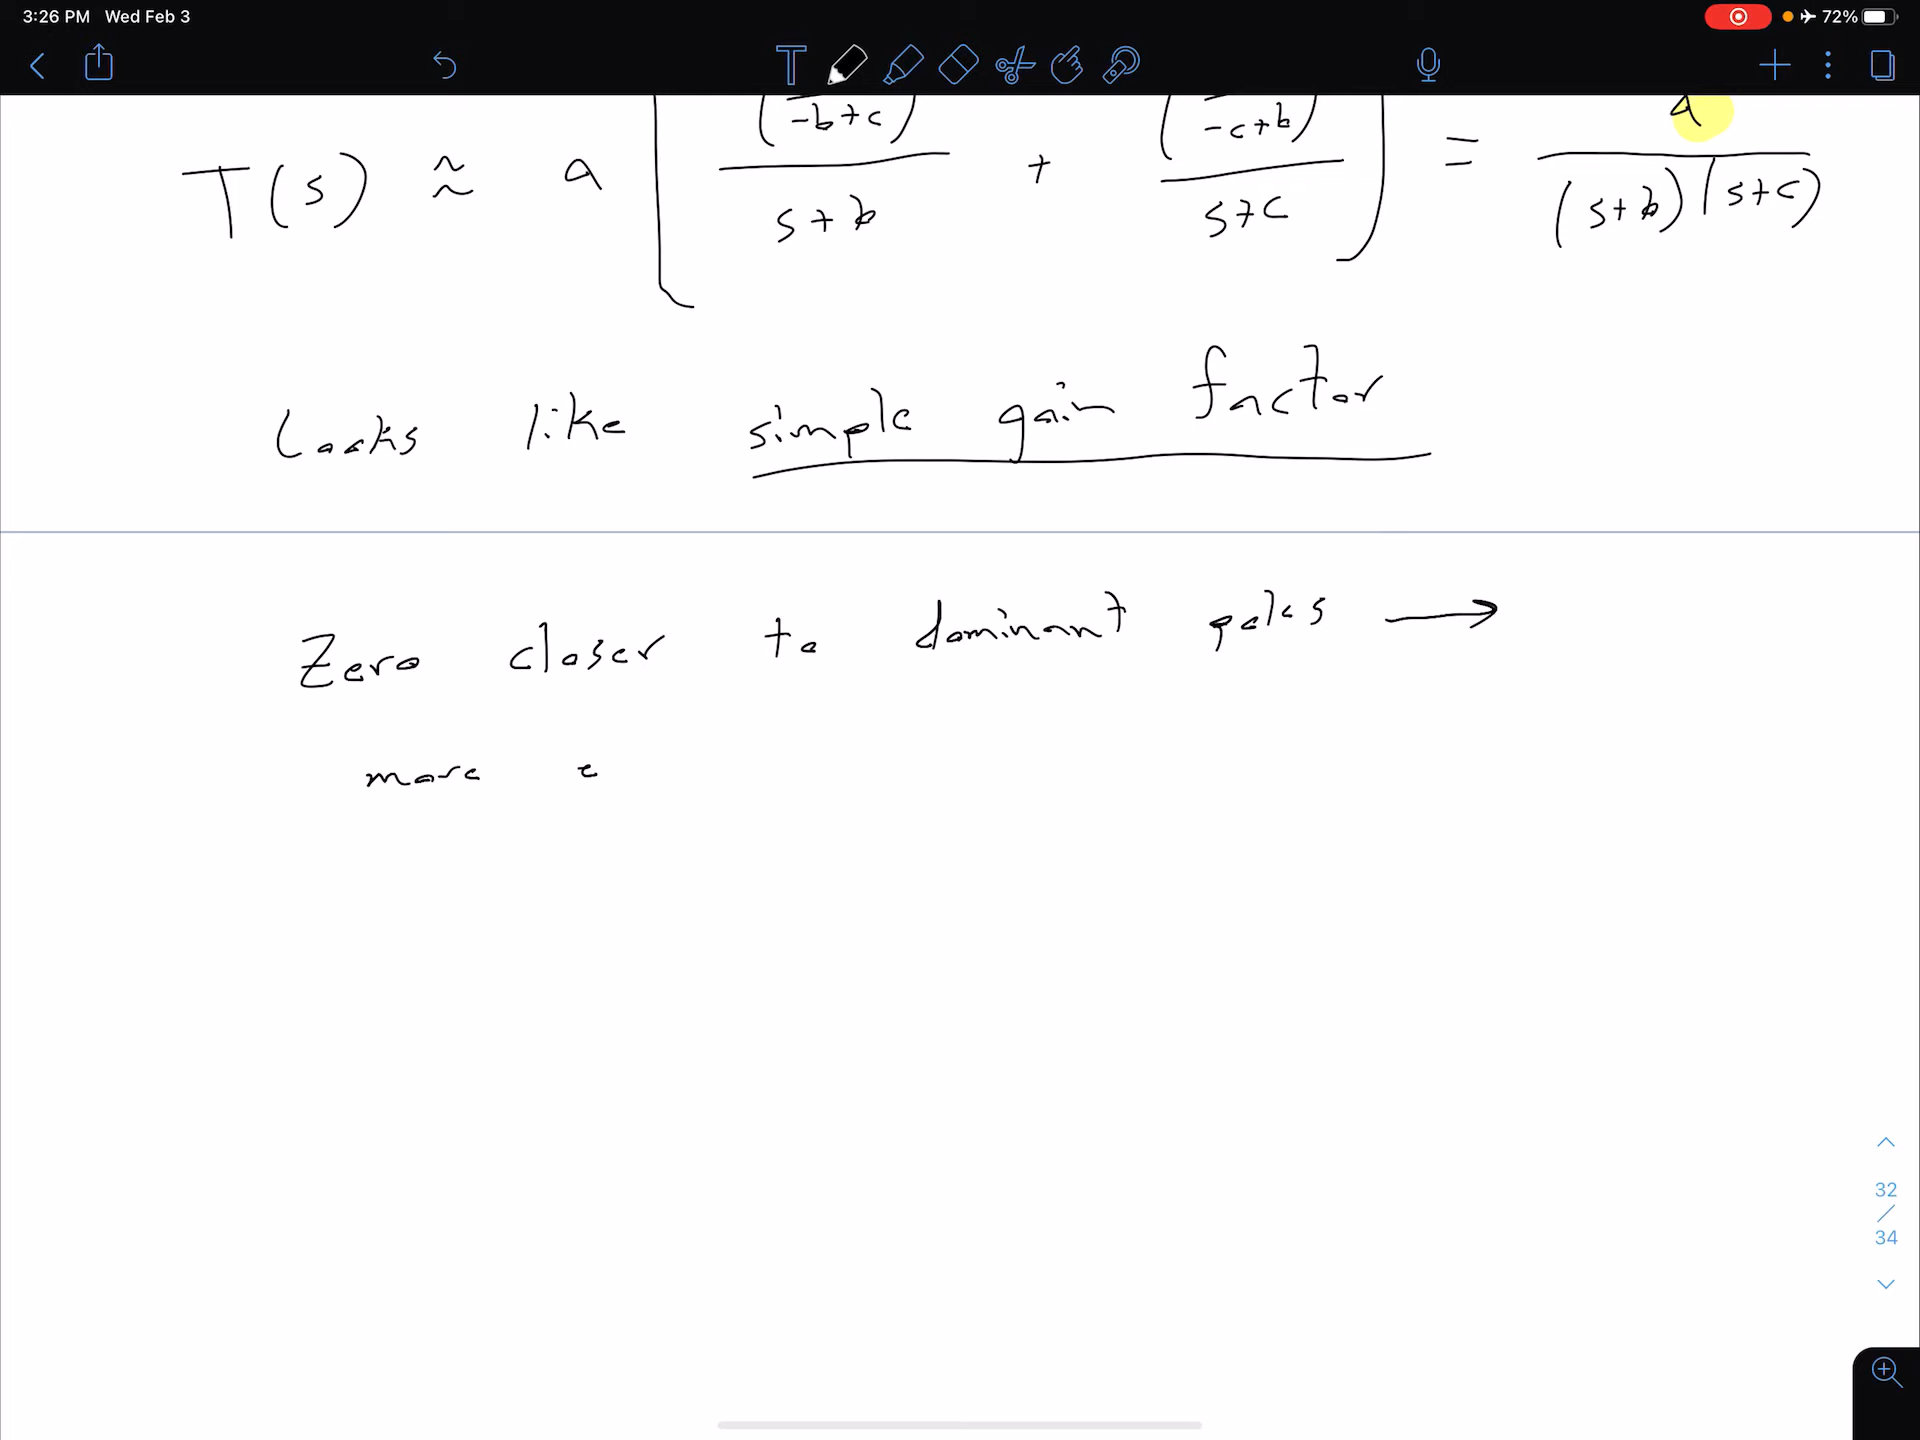 3:26 PM Wed Feb 3
72%
T(s) ≈ a [ (/(-b+c))/(s+b) + (/(-c+b))/(s+c) ] = a/((s+b)(s+c))
Looks like simple gain factor
Zero closer to dominant poles →
more e
32
/
34